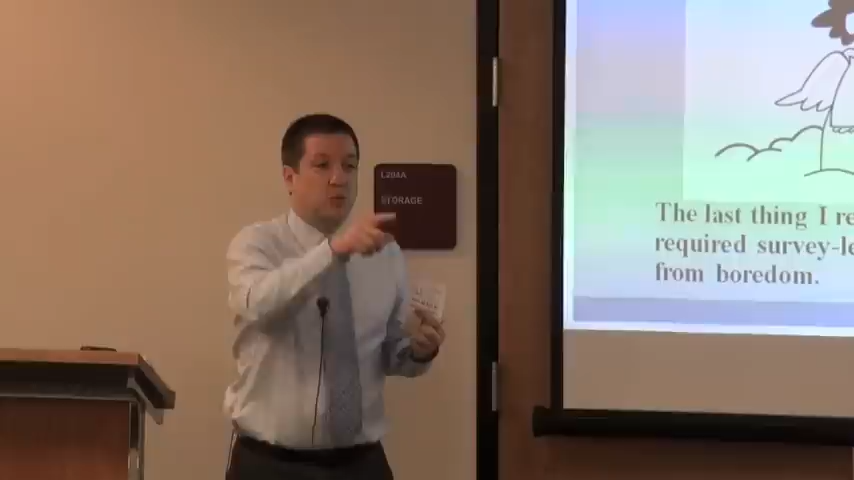 L204A
STORAGE
The last thing I re
required survey-le
from boredom.